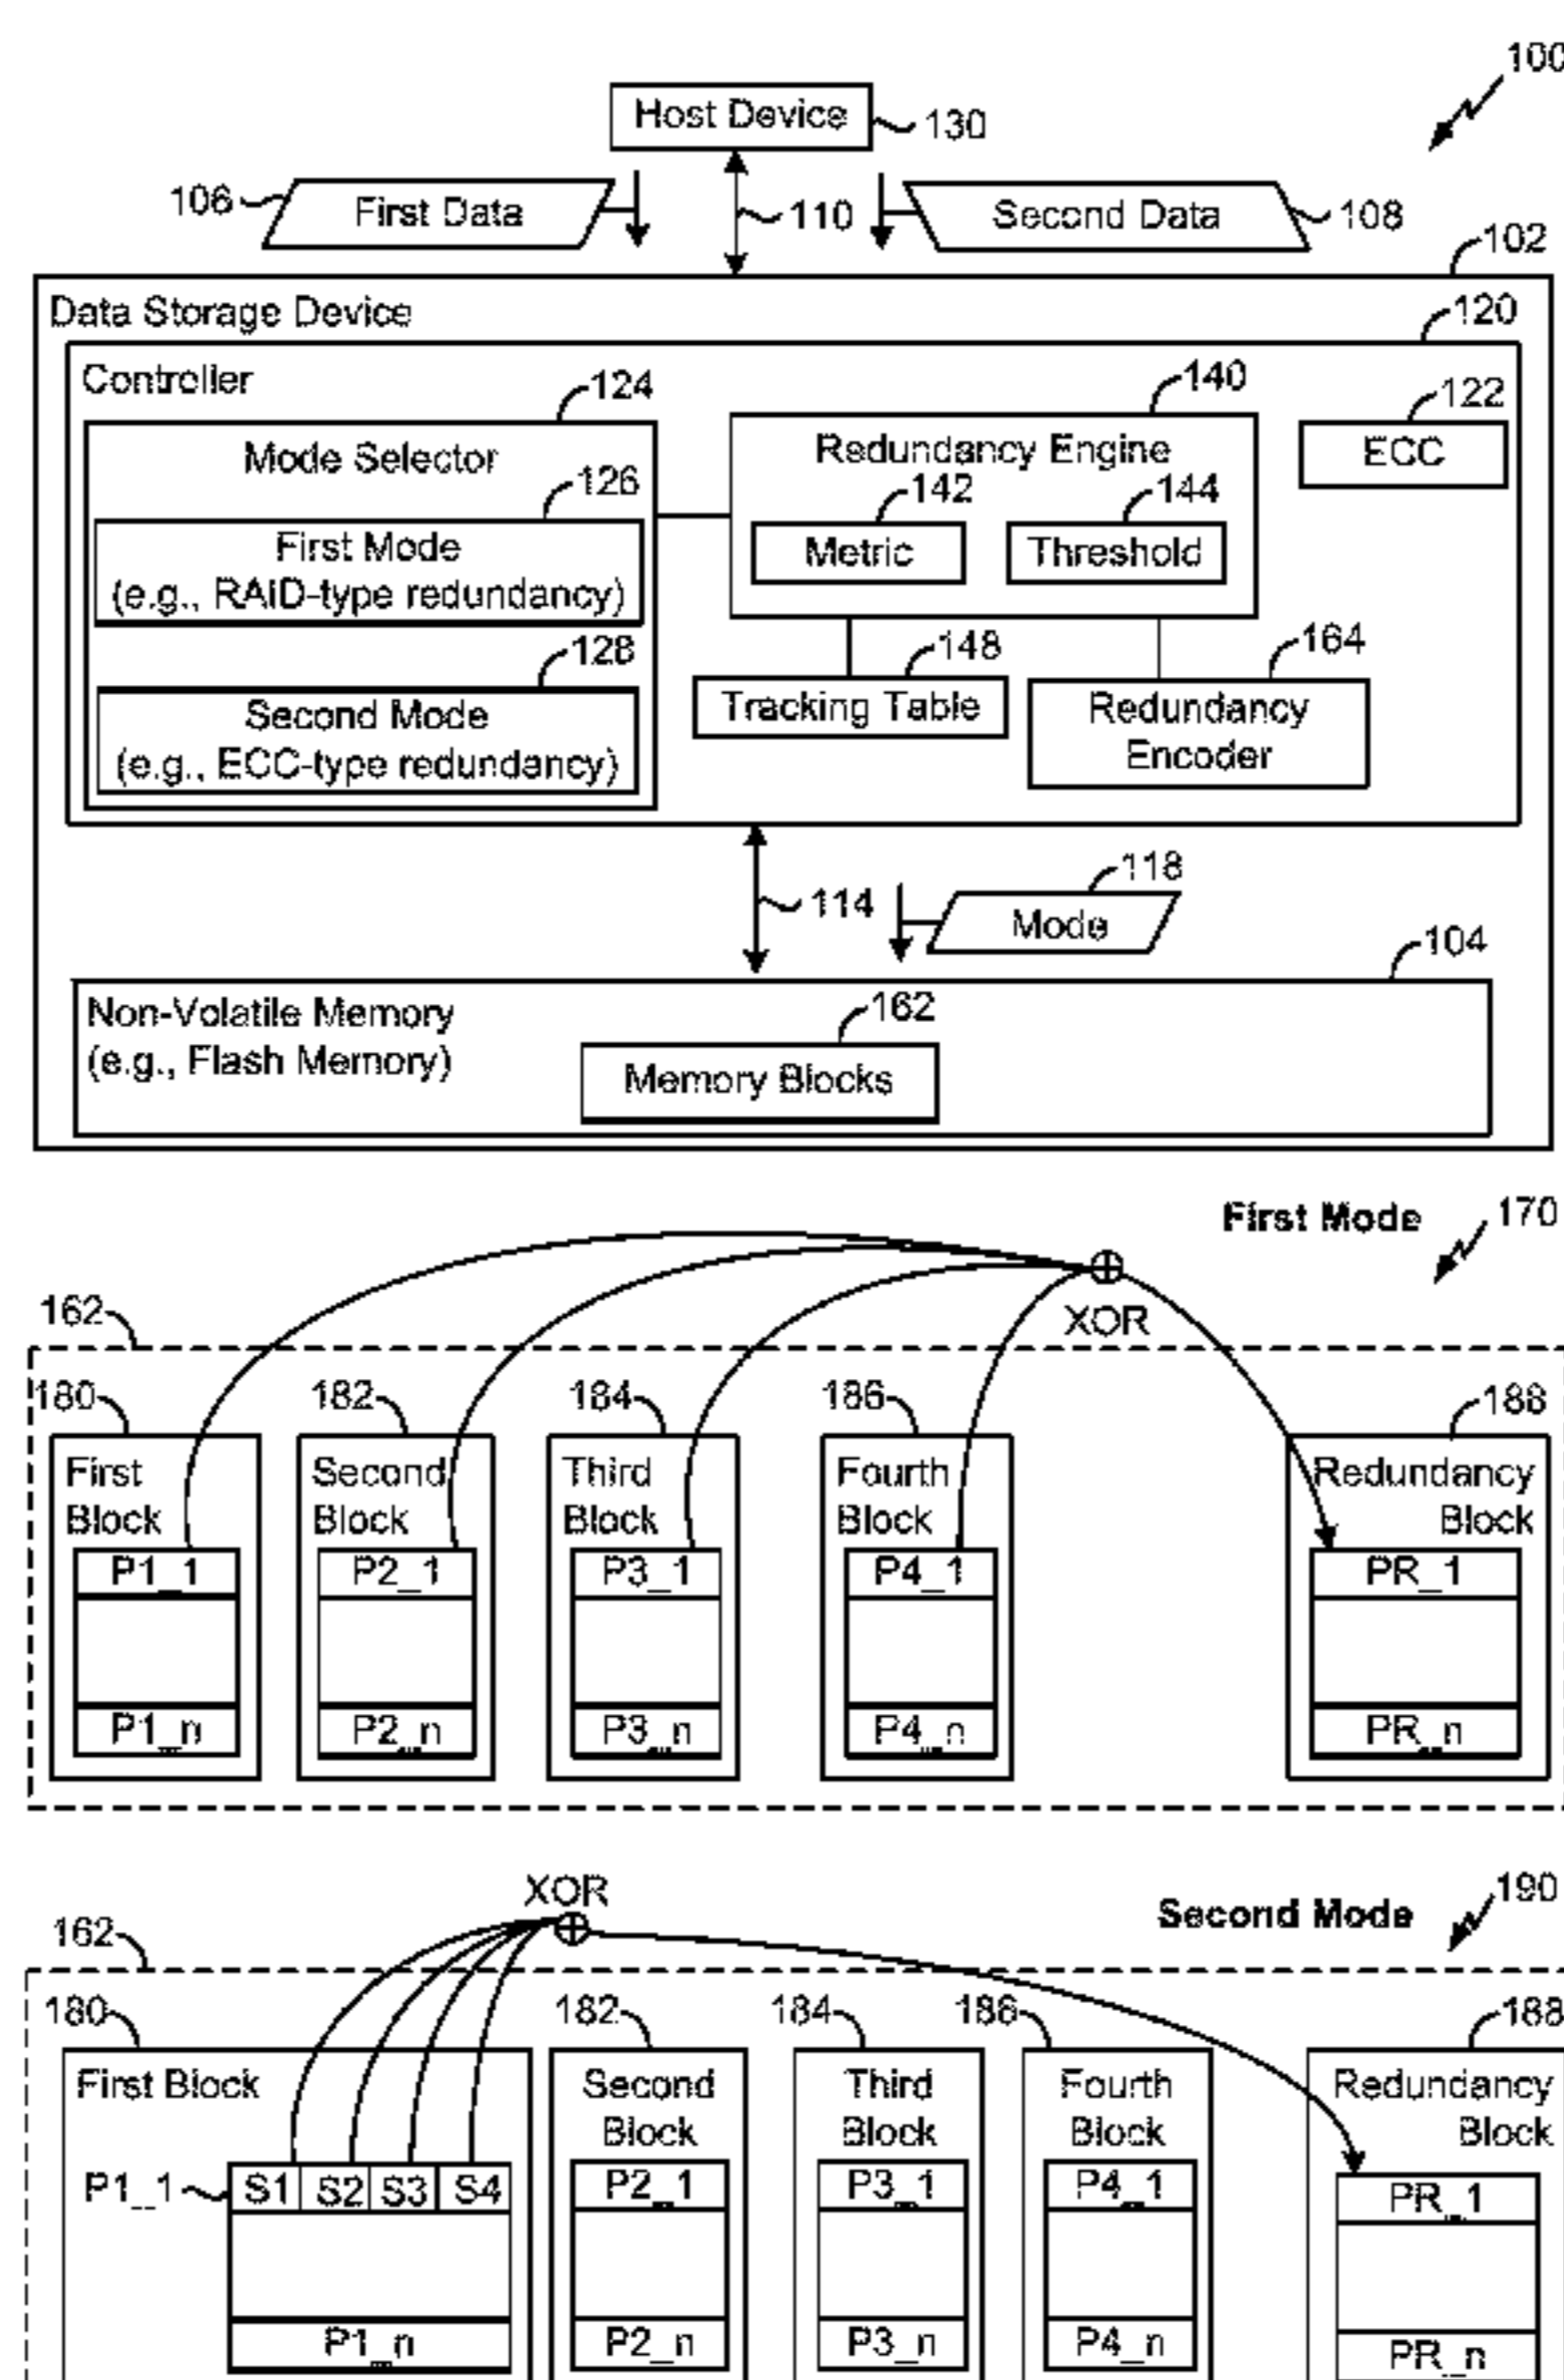 100
Host Device
130
106
First Data
110
Second Data
108
102
Data Storage Device
120
Controller
124
140
122
Mode Selector
Redundancy Engine
ECC
126
142
144
First Mode
(e.g., RAID-type redundancy)
Metric
Threshold
128
148
164
Second Mode
(e.g., ECC-type redundancy)
Tracking Table
Redundancy
Encoder
118
114
Mode
104
Non-Volatile Memory
(e.g., Flash Memory)
162
Memory Blocks
First Mode
170
XOR
162
180
182
184
186
188
First
Block
Second
Block
Third
Block
Fourth
Block
Redundancy
Block
P1_1
P2_1
P3_1
P4_1
PR_1
P1_n
P2_n
P3_n
P4_n
PR_n
XOR
Second Mode
190
162
180
182
184
186
188
First Block
Second
Block
Third
Block
Fourth
Block
Redundancy
Block
P1_1
S1
S2
S3
S4
P2_1
P3_1
P4_1
PR_1
P1_n
P2_n
P3_n
P4_n
PR_n